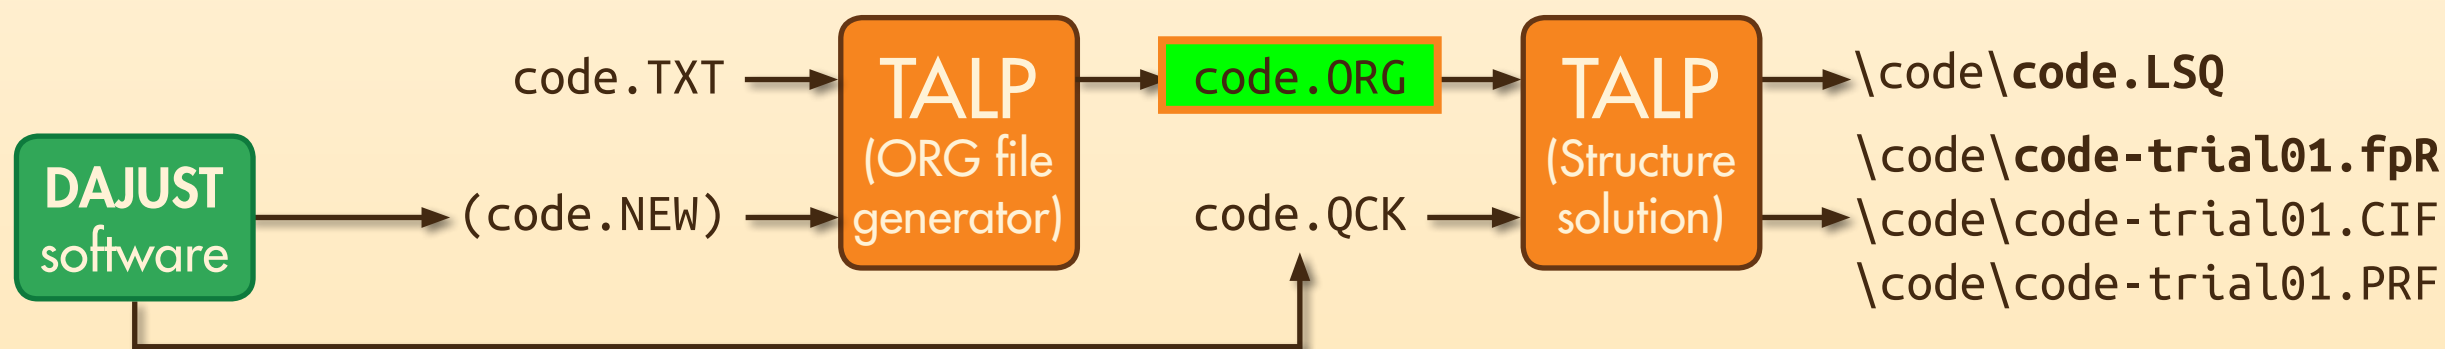 code.TXT
TALP
(ORG file
generator)
code.ORG
TALP
(Structure
solution)
\code\code.LSQ
\code\code-trial01.fpR
DAJUST
software
(code.NEW)
code.QCK
\code\code-trial01.CIF
\code\code-trial01.PRF